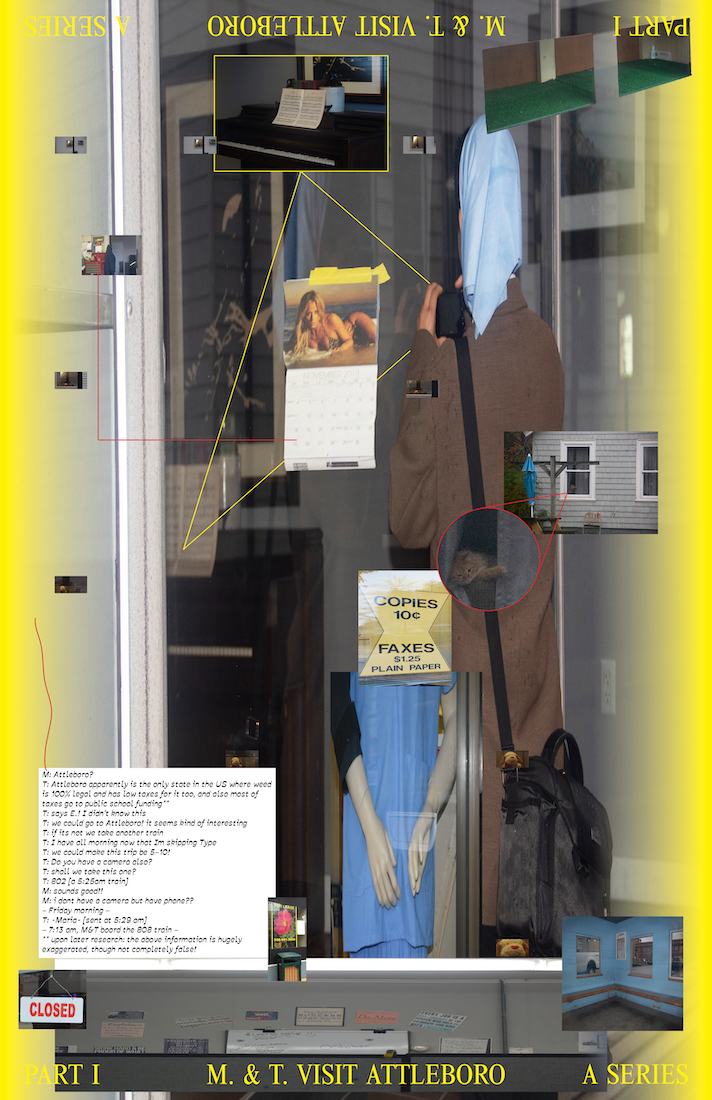 A SERIES
M. & T. VISIT ATTLEBORO
PART I
NOVEMBER
COPIES
10¢
FAXES
$1.25
PLAIN PAPER
M: Attleboro?
T: Attleboro apparently is the only state in the US where weed
is 100% legal and has low taxes for it too, and also most of
taxes go to public school funding**
T: says E.! I didn't know this
T: we could go to Attleboro! it seems kind of interesting
T: if its not we take another train
T: I have all morning now that Im skipping Type
T: we could make this trip be 5-10!
T: Do you have a camera also?
T: shall we take this one?
T: 802 [a 5:25am train]
M: sounds good!!
M: i dont have a camera but have phone??
– Friday morning –
T: -Maria- [sent at 5:29 am]
– 7:13 am, M&T board the 808 train –
** upon later research: the above information is hugely
exaggerated, though not completely false!
CLOSED
PART I
M. & T. VISIT ATTLEBORO
A SERIES